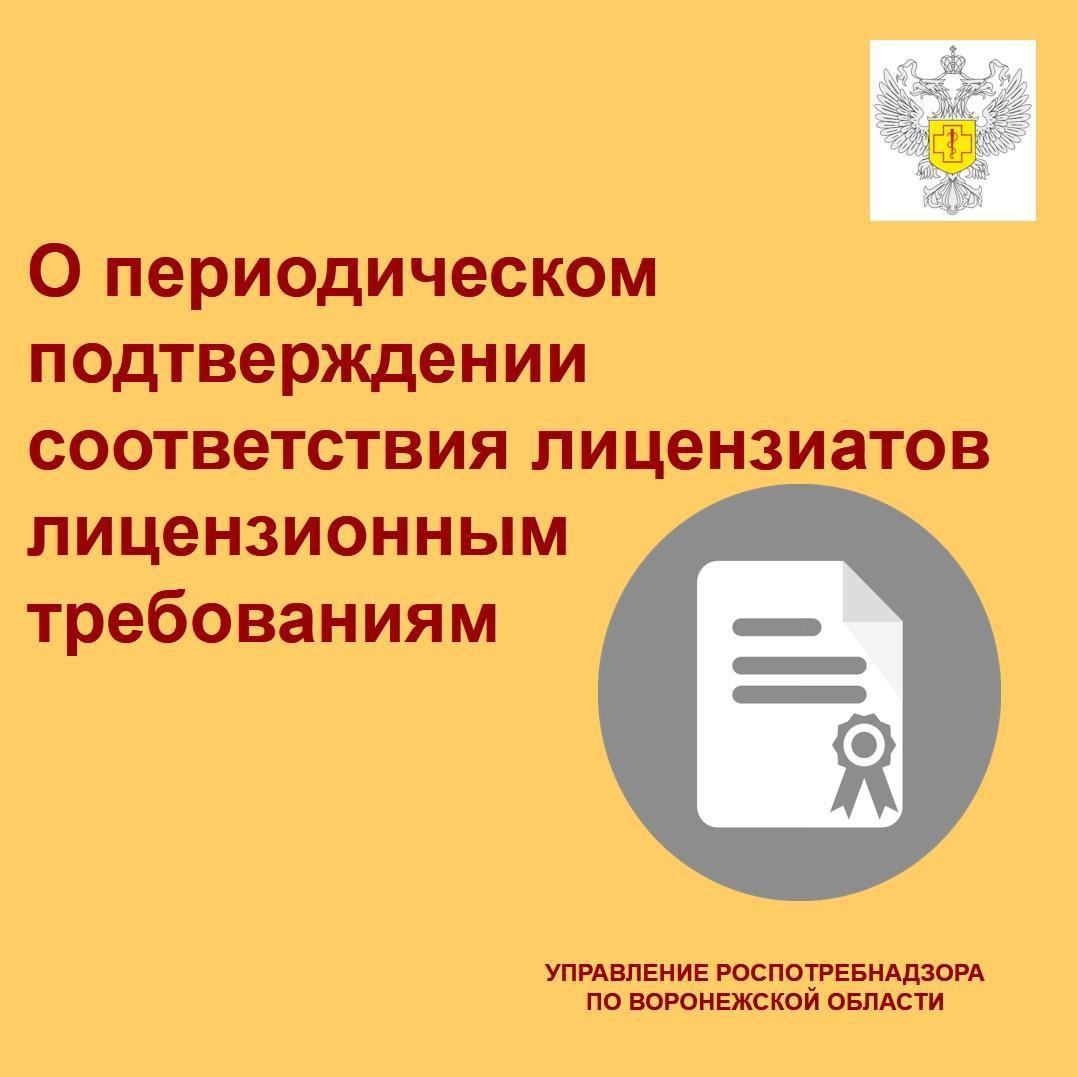 О периодическом
подтверждении
соответствия лицензиатов
лицензионным
требованиям
УПРАВЛЕНИЕ РОСПОТРЕБНАДЗОРА
ПО ВОРОНЕЖСКОЙ ОБЛАСТИ